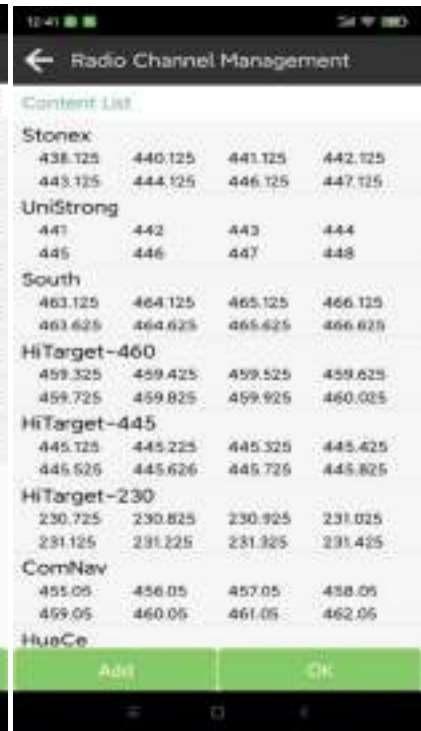 12:41
Radio Channel Management
Content List
Stonex
438.125 440.125 441.125 442.125
443.125 444.125 446.125 447.125
UniStrong
441 442 443 444
445 446 447 448
South
463.125 464.125 465.125 466.125
463.625 464.625 465.625 466.625
HiTarget-460
459.325 459.425 459.525 459.625
459.725 459.825 459.925 460.025
HiTarget-445
445.125 445.225 445.325 445.425
445.525 445.626 445.725 445.825
HiTarget-230
230.725 230.825 230.925 231.025
231.125 231.225 231.325 231.425
ComNav
455.05 456.05 457.05 458.05
459.05 460.05 461.05 462.05
HuaCe
Add OK